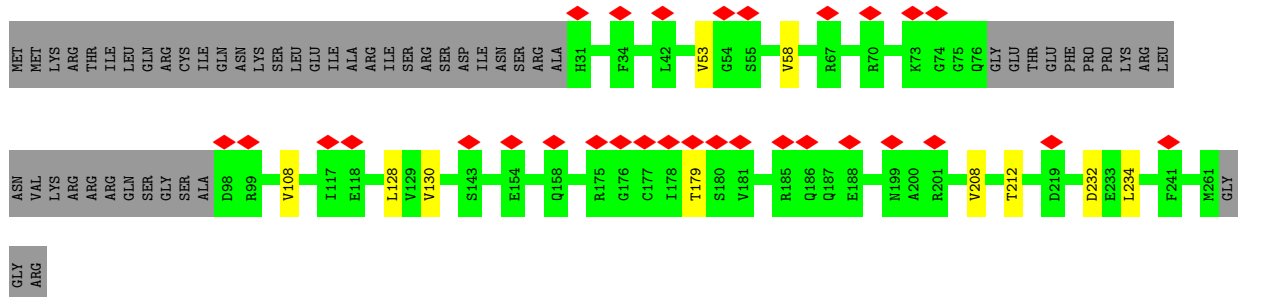 MET MET LYS ARG THR ILE LEU GLN ARG CYS ILE GLN ASN LYS SER LEU GLU ILE ALA ARG ILE SER ARG SER ASP ILE ASN SER ARG ALA H31 F34 L42 V53 G54 S55 V58 R67 R70 K73 G74 G75 Q76 GLY GLU THR GLU PHE PRO PRO LYS ARG LEU
ASN VAL LYS ARG ARG ARG GLN SER GLY SER ALA D98 R99 V108 I117 E118 L128 V129 V130 S143 E154 Q158 R175 G176 C177 I178 T179 S180 V181 R185 Q186 Q187 E188 N199 A200 R201 V208 T212 D219 D232 E233 L234 F241 M261 GLY
GLY ARG